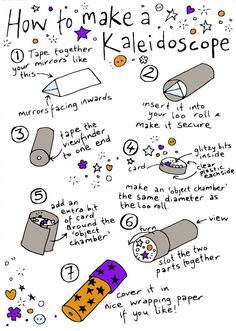 How to make a
Kaleidoscope
1 Tape together
your mirrors like
this
mirrors facing inwards
2
insert it into
your loo roll &
make it secure.
3 tape the
viewfinder
to one end
4 glitzy bits
inside
card
clear
plastic
each side
make an 'object chamber'
the same diameter as
the loo roll.
5 add an
extra bit
of card
around the
'object
chamber'
6
view
turn
slot the two
parts together
7
cover it in
nice wrapping paper
if you like!